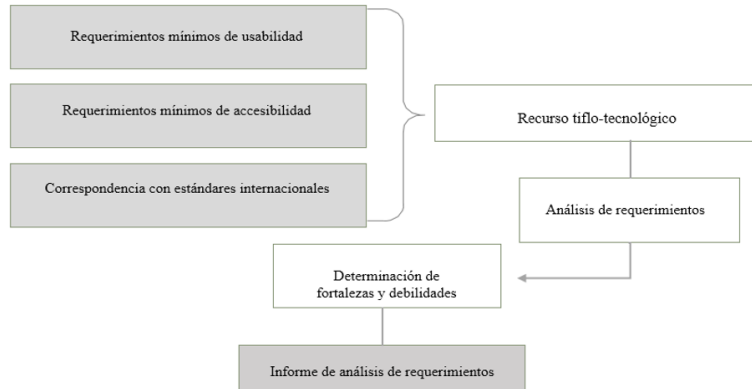 Requerimientos mínimos de usabilidad
Requerimientos mínimos de accesibilidad
Correspondencia con estándares internacionales
Recurso tiflo-tecnológico
Análisis de requerimientos
Determinación de
fortalezas y debilidades
Informe de análisis de requerimientos